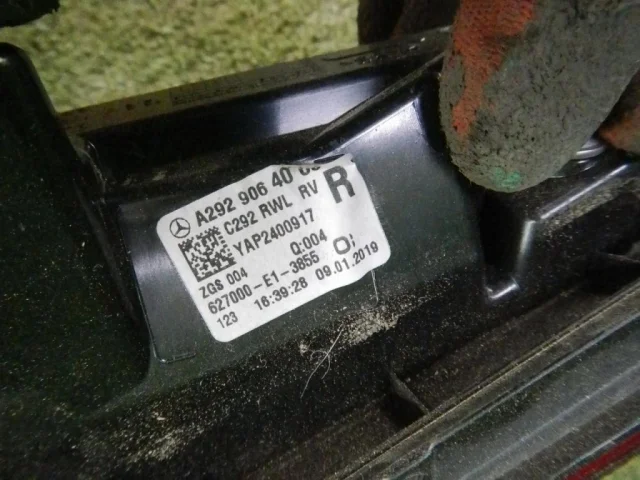 A292 906 40
C292 RWL RV R
YAP2400917
Q:004
ZGS 004
627000-E1-3855
123 16:39:28 09.01.2019